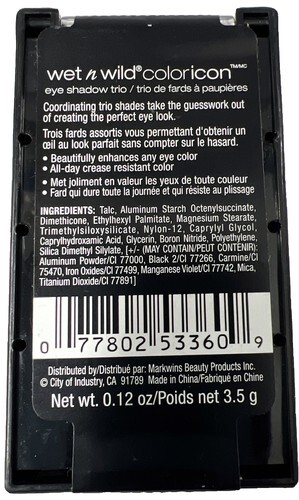 wet n wild® coloricon™/MC
eye shadow trio / trio de fards à paupières
Coordinating trio shades take the guesswork out
of creating the perfect eye look.
Trois fards assortis vous permettant d'obtenir un
œil au look parfait sans compter sur le hasard.
• Beautifully enhances any eye color
• All-day crease resistant color
• Met joliment en valeur les yeux de toute couleur
• Fard qui dure toute la journée et qui résiste au plissage
INGREDIENTS: Talc, Aluminum Starch Octenylsuccinate,
Dimethicone, Ethylhexyl Palmitate, Magnesium Stearate,
Trimethylsiloxysilicate, Nylon-12, Caprylyl Glycol,
Caprylhydroxamic Acid, Glycerin, Boron Nitride, Polyethylene,
Silica Dimethyl Silylate, [+/- (MAY CONTAIN/PEUT CONTENIR):
Aluminum Powder/CI 77000, Black 2/CI 77266, Carmine/CI
75470, Iron Oxides/CI 77499, Manganese Violet/CI 77742, Mica,
Titanium Dioxide/CI 77891]
0 77802 53360 9
Distributed by/Distribué par: Markwins Beauty Products Inc.
© City of Industry, CA 91789 Made in China/Fabriqué en Chine
Net wt. 0.12 oz/Poids net 3.5 g